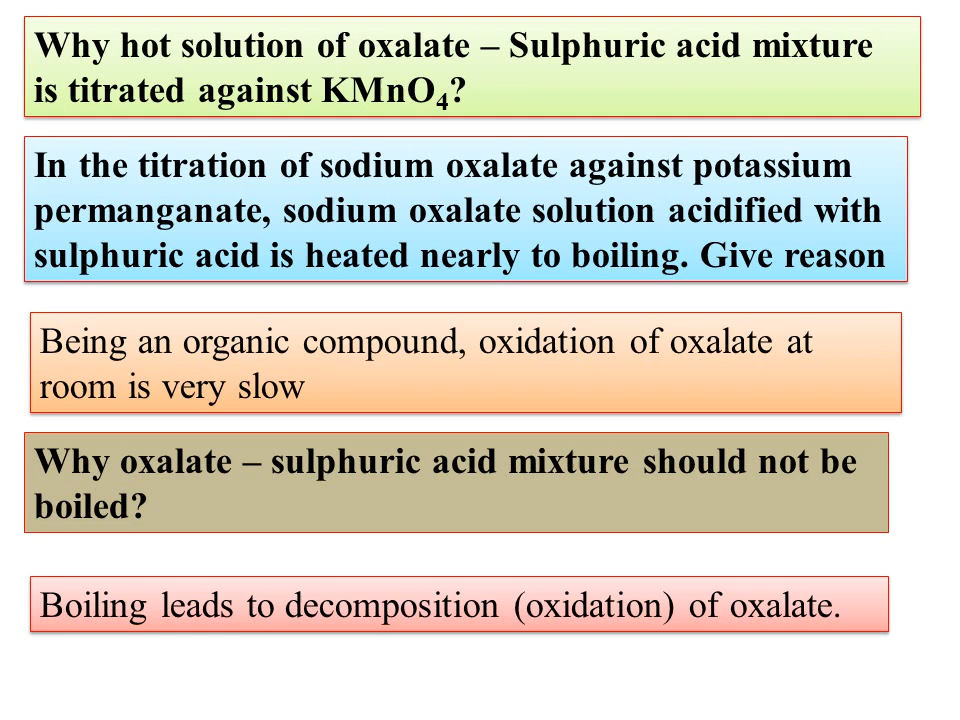 Why hot solution of oxalate – Sulphuric acid mixture
is titrated against KMnO₄?
In the titration of sodium oxalate against potassium
permanganate, sodium oxalate solution acidified with
sulphuric acid is heated nearly to boiling. Give reason
Being an organic compound, oxidation of oxalate at
room is very slow
Why oxalate – sulphuric acid mixture should not be
boiled?
Boiling leads to decomposition (oxidation) of oxalate.